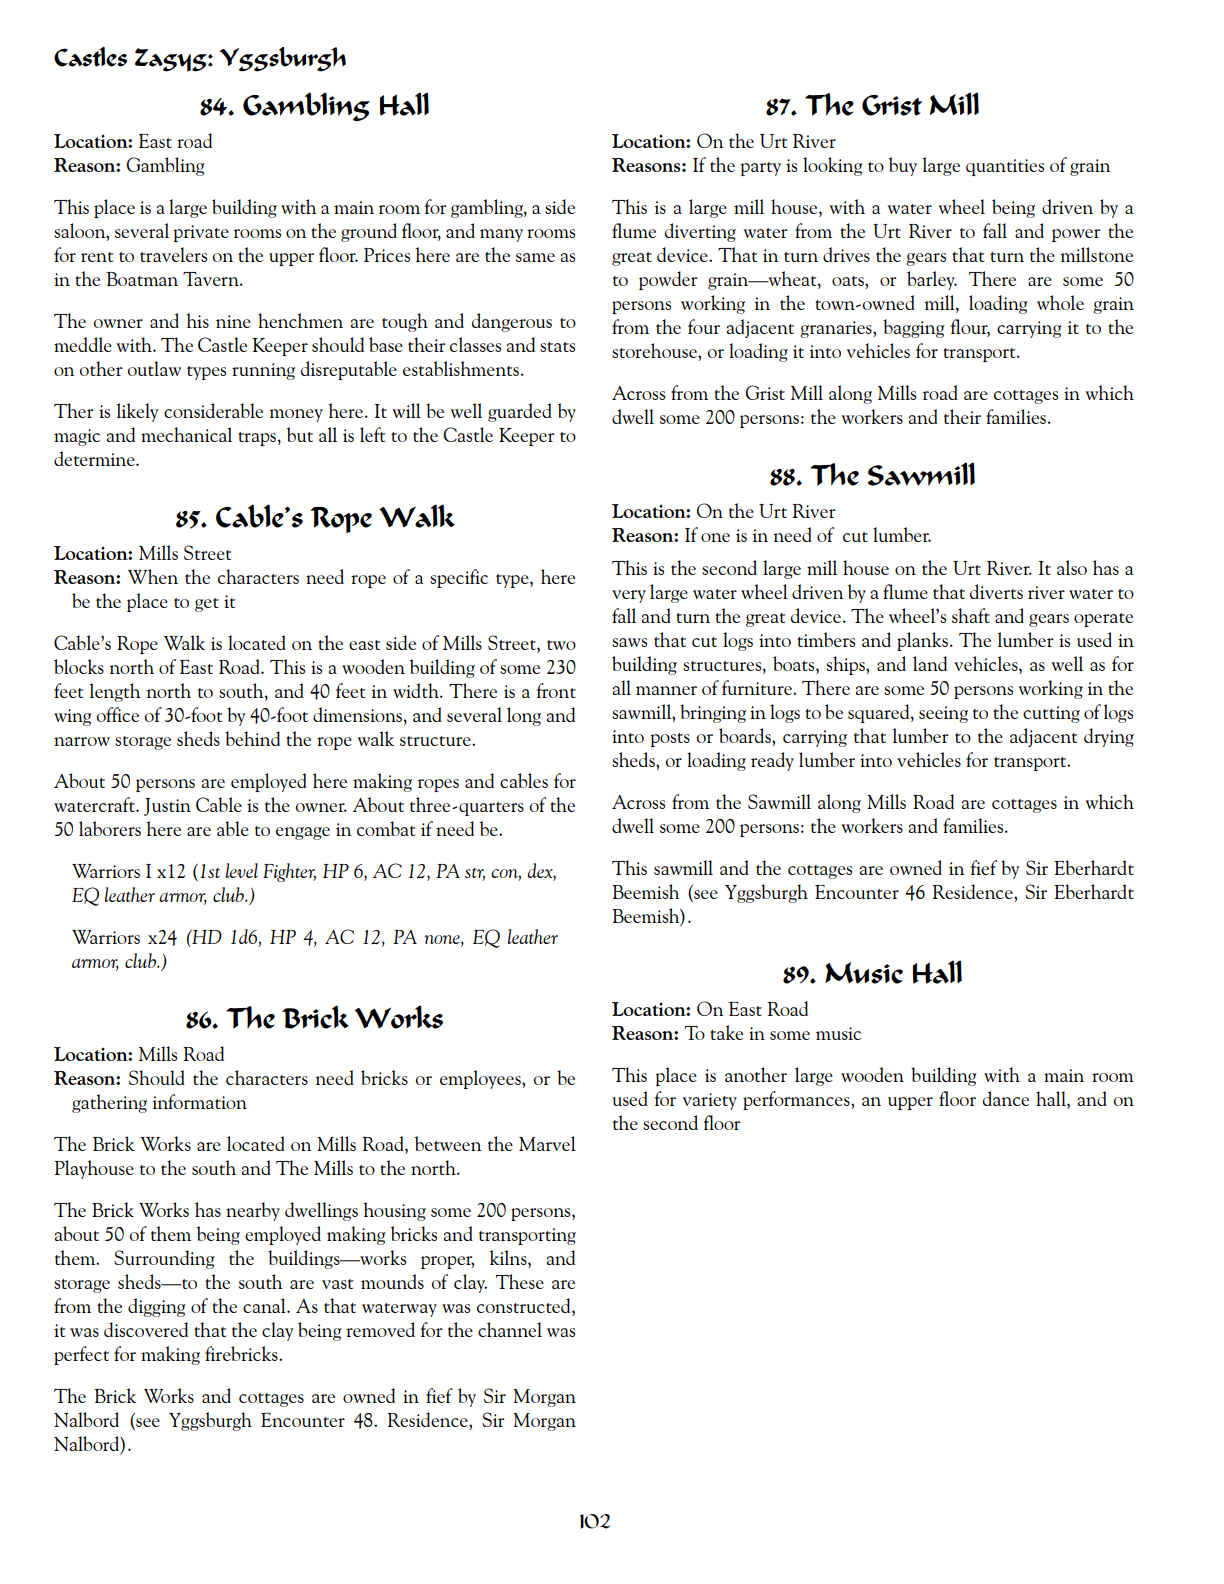 Castles Zagyg: Yggsburgh
84. Gambling Hall
Location: East road
Reason: Gambling
This place is a large building with a main room for gambling, a side
saloon, several private rooms on the ground floor, and many rooms
for rent to travelers on the upper floor. Prices here are the same as
in the Boatman Tavern.
The owner and his nine henchmen are tough and dangerous to
meddle with. The Castle Keeper should base their classes and stats
on other outlaw types running disreputable establishments.
Ther is likely considerable money here. It will be well guarded by
magic and mechanical traps, but all is left to the Castle Keeper to
determine.
85. Cable's Rope Walk
Location: Mills Street
Reason: When the characters need rope of a specific type, here
be the place to get it
Cable's Rope Walk is located on the east side of Mills Street, two
blocks north of East Road. This is a wooden building of some 230
feet length north to south, and 40 feet in width. There is a front
wing office of 30-foot by 40-foot dimensions, and several long and
narrow storage sheds behind the rope walk structure.
About 50 persons are employed here making ropes and cables for
watercraft. Justin Cable is the owner. About three-quarters of the
50 laborers here are able to engage in combat if need be.
Warriors I x12 (1st level Fighter, HP 6, AC 12, PA str, con, dex,
EQ leather armor, club.)
Warriors x24 (HD 1d6, HP 4, AC 12, PA none, EQ leather
armor, club.)
86. The Brick Works
Location: Mills Road
Reason: Should the characters need bricks or employees, or be
gathering information
The Brick Works are located on Mills Road, between the Marvel
Playhouse to the south and The Mills to the north.
The Brick Works has nearby dwellings housing some 200 persons,
about 50 of them being employed making bricks and transporting
them. Surrounding the buildings—works proper, kilns, and
storage sheds—to the south are vast mounds of clay. These are
from the digging of the canal. As that waterway was constructed,
it was discovered that the clay being removed for the channel was
perfect for making firebricks.
The Brick Works and cottages are owned in fief by Sir Morgan
Nalbord (see Yggsburgh Encounter 48. Residence, Sir Morgan
Nalbord).
87. The Grist Mill
Location: On the Urt River
Reasons: If the party is looking to buy large quantities of grain
This is a large mill house, with a water wheel being driven by a
flume diverting water from the Urt River to fall and power the
great device. That in turn drives the gears that turn the millstone
to powder grain—wheat, oats, or barley. There are some 50
persons working in the town-owned mill, loading whole grain
from the four adjacent granaries, bagging flour, carrying it to the
storehouse, or loading it into vehicles for transport.
Across from the Grist Mill along Mills road are cottages in which
dwell some 200 persons: the workers and their families.
88. The Sawmill
Location: On the Urt River
Reason: If one is in need of cut lumber.
This is the second large mill house on the Urt River. It also has a
very large water wheel driven by a flume that diverts river water to
fall and turn the great device. The wheel's shaft and gears operate
saws that cut logs into timbers and planks. The lumber is used in
building structures, boats, ships, and land vehicles, as well as for
all manner of furniture. There are some 50 persons working in the
sawmill, bringing in logs to be squared, seeing to the cutting of logs
into posts or boards, carrying that lumber to the adjacent drying
sheds, or loading ready lumber into vehicles for transport.
Across from the Sawmill along Mills Road are cottages in which
dwell some 200 persons: the workers and families.
This sawmill and the cottages are owned in fief by Sir Eberhardt
Beemish (see Yggsburgh Encounter 46 Residence, Sir Eberhardt
Beemish).
89. Music Hall
Location: On East Road
Reason: To take in some music
This place is another large wooden building with a main room
used for variety performances, an upper floor dance hall, and on
the second floor
102